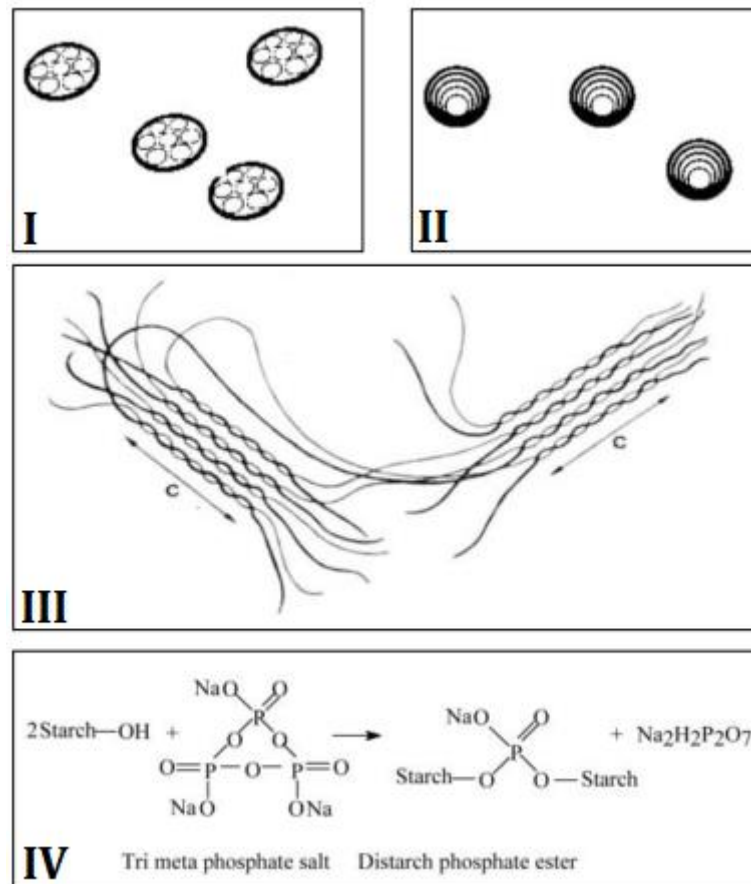 I
II
C
C
III
NaO
O
2Starch—OH +
P
NaO
O
O
O
P
+ Na2H2P2O7
O=P—O—P=O
Starch—O
O—Starch
NaO
ONa
IV
Tri meta phosphate salt Distarch phosphate ester